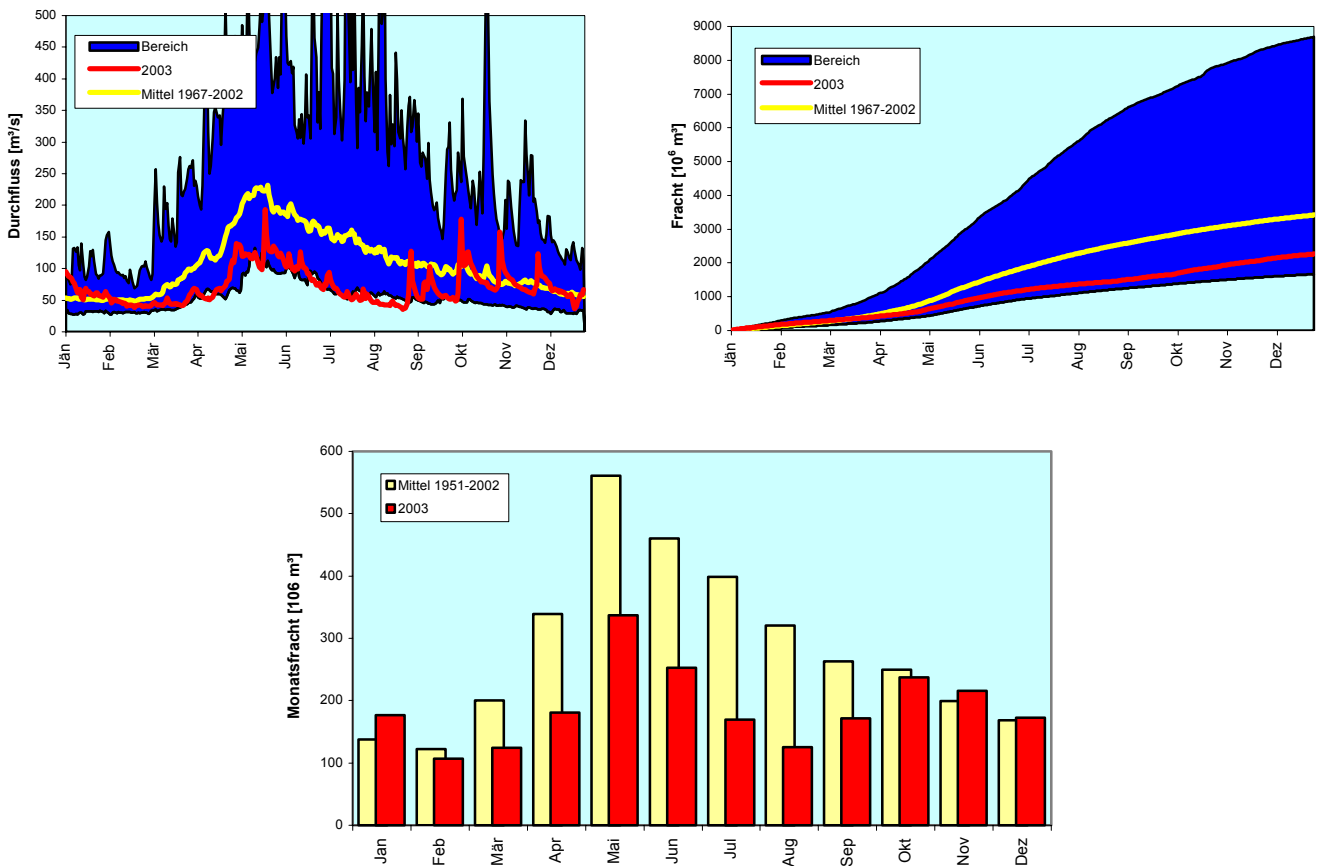 Durchfluss [m³/s]
500
450
400
350
300
250
200
150
100
50
0
Bereich
2003
Mittel 1967-2002
Jän
Feb
Mär
Apr
Mai
Jun
Jul
Aug
Sep
Okt
Nov
Dez
Fracht [10⁶ m³]
9000
8000
7000
6000
5000
4000
3000
2000
1000
0
Bereich
2003
Mittel 1967-2002
Jän
Feb
Mär
Apr
Mai
Jun
Jul
Aug
Sep
Okt
Nov
Dez
Monatsfracht [106 m³]
600
500
400
300
200
100
0
Mittel 1951-2002
2003
Jan
Feb
Mär
Apr
Mai
Jun
Jul
Aug
Sep
Okt
Nov
Dez